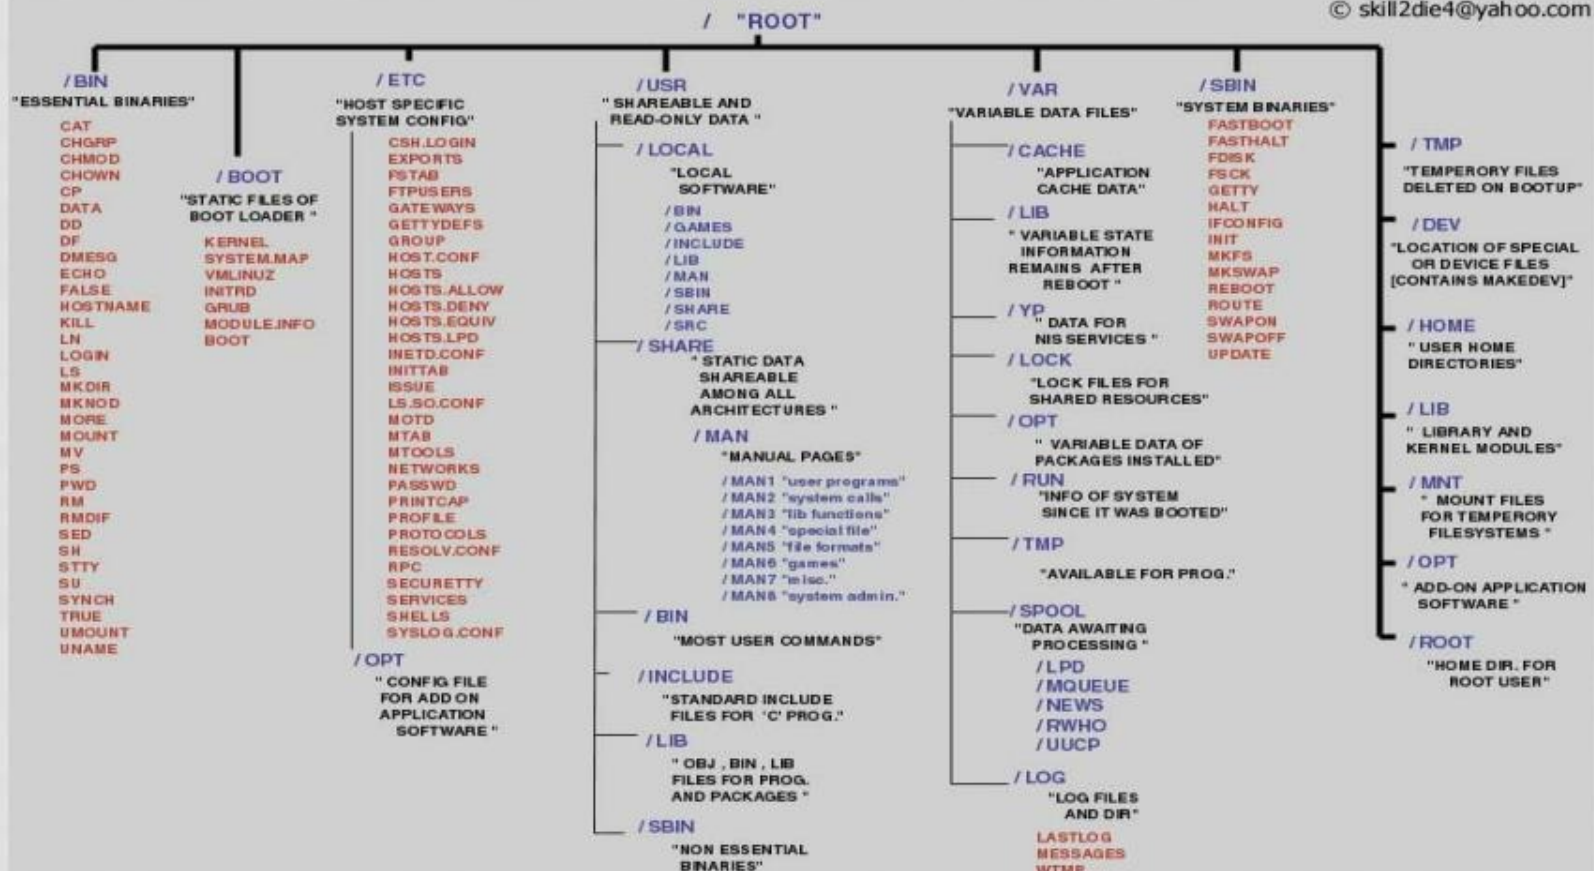 / "ROOT"
© skill2die4@yahoo.com
/BIN
"ESSENTIAL BINARIES"
CAT
CHGRP
CHMOD
CHOWN
CP
DATA
DD
DF
DMESG
ECHO
FALSE
HOSTNAME
KILL
LN
LOGIN
LS
MKDIR
MKNOD
MORE
MOUNT
MV
PS
PWD
RM
RMDIF
SED
SH
STTY
SU
SYNCH
TRUE
UMOUNT
UNAME
/BOOT
"STATIC FILES OF
BOOT LOADER "
KERNEL
SYSTEM.MAP
VMLINUZ
INITRD
GRUB
MODULE.INFO
BOOT
/ETC
"HOST SPECIFIC
SYSTEM CONFIG"
CSH.LOGIN
EXPORTS
FSTAB
FTPUSERS
GATEWAYS
GETTYDEFS
GROUP
HOST.CONF
HOSTS
HOSTS.ALLOW
HOSTS.DENY
HOSTS.EQUIV
HOSTS.LPD
INETD.CONF
INITTAB
ISSUE
LS.SO.CONF
MOTD
MTAB
MTOOLS
NETWORKS
PASSWD
PRINTCAP
PROFILE
PROTOCOLS
RESOLV.CONF
RPC
SECURETTY
SERVICES
SHELLS
SYSLOG.CONF
/OPT
" CONFIG FILE
FOR ADD ON
APPLICATION
SOFTWARE "
/USR
" SHAREABLE AND
READ-ONLY DATA "
/LOCAL
"LOCAL
SOFTWARE"
/BIN
/GAMES
/INCLUDE
/LIB
/MAN
/SBIN
/SHARE
/SRC
/SHARE
" STATIC DATA
SHAREABLE
AMONG ALL
ARCHITECTURES "
/MAN
"MANUAL PAGES"
/MAN1 "user programs"
/MAN2 "system calls"
/MAN3 "lib functions"
/MAN4 "special file"
/MAN5 "file formats"
/MAN6 "games"
/MAN7 "misc."
/MAN8 "system admin."
/BIN
"MOST USER COMMANDS"
/INCLUDE
"STANDARD INCLUDE
FILES FOR 'C' PROG."
/LIB
" OBJ , BIN , LIB
FILES FOR PROG.
AND PACKAGES "
/SBIN
"NON ESSENTIAL
BINARIES"
/VAR
"VARIABLE DATA FILES"
/CACHE
"APPLICATION
CACHE DATA"
/LIB
" VARIABLE STATE
INFORMATION
REMAINS AFTER
REBOOT "
/YP
" DATA FOR
NIS SERVICES "
/LOCK
"LOCK FILES FOR
SHARED RESOURCES"
/OPT
" VARIABLE DATA OF
PACKAGES INSTALLED"
/RUN
"INFO OF SYSTEM
SINCE IT WAS BOOTED"
/TMP
"AVAILABLE FOR PROG."
/SPOOL
"DATA AWAITING
PROCESSING "
/LPD
/MQUEUE
/NEWS
/RWHO
/UUCP
/LOG
"LOG FILES
AND DIR"
LASTLOG
MESSAGES
WTMP
/SBIN
"SYSTEM BINARIES"
FASTBOOT
FASTHALT
FDISK
FSCK
GETTY
HALT
IFCONFIG
INIT
MKFS
MKSWAP
REBOOT
ROUTE
SWAPON
SWAPOFF
UPDATE
/TMP
"TEMPERORY FILES
DELETED ON BOOTUP"
/DEV
"LOCATION OF SPECIAL
OR DEVICE FILES
[CONTAINS MAKEDEV]"
/HOME
" USER HOME
DIRECTORIES"
/LIB
" LIBRARY AND
KERNEL MODULES"
/MNT
" MOUNT FILES
FOR TEMPERORY
FILESYSTEMS "
/OPT
" ADD-ON APPLICATION
SOFTWARE "
/ROOT
"HOME DIR. FOR
ROOT USER"